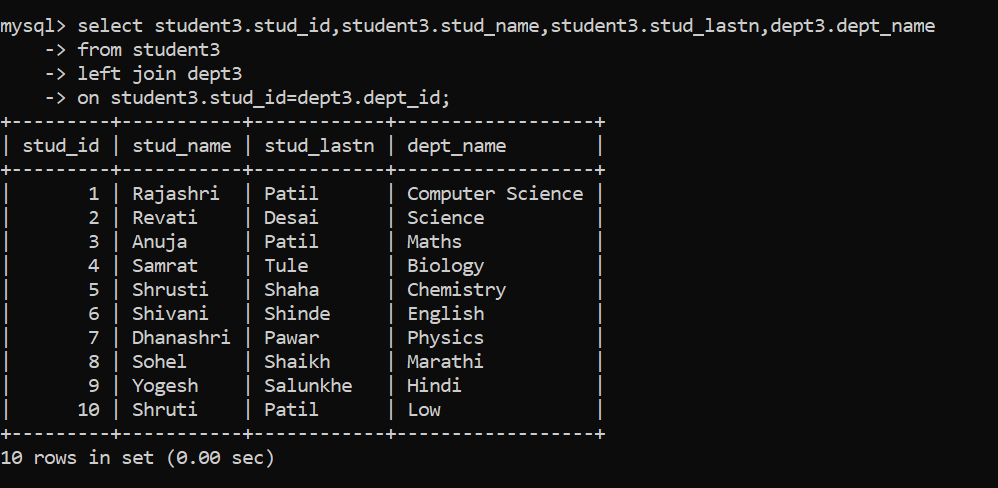 mysql> select student3.stud_id,student3.stud_name,student3.stud_lastn,dept3.dept_name
    -> from student3
    -> left join dept3
    -> on student3.stud_id=dept3.dept_id;
+---------+-----------+------------+------------------+
| stud_id | stud_name | stud_lastn | dept_name        |
+---------+-----------+------------+------------------+
|       1 | Rajashri  | Patil      | Computer Science |
|       2 | Revati    | Desai      | Science          |
|       3 | Anuja     | Patil      | Maths            |
|       4 | Samrat    | Tule       | Biology          |
|       5 | Shrusti   | Shaha      | Chemistry        |
|       6 | Shivani   | Shinde     | English          |
|       7 | Dhanashri | Pawar      | Physics          |
|       8 | Sohel     | Shaikh     | Marathi          |
|       9 | Yogesh    | Salunkhe   | Hindi            |
|      10 | Shruti    | Patil      | Low              |
+---------+-----------+------------+------------------+
10 rows in set (0.00 sec)